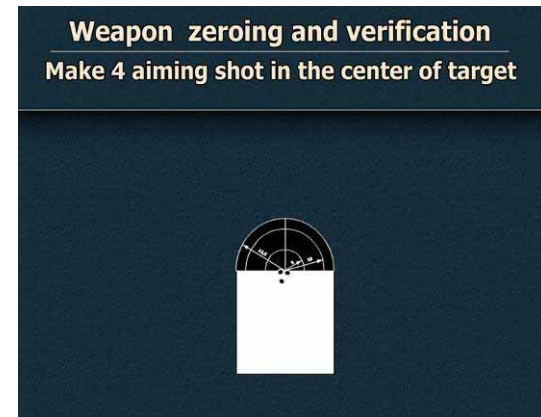 Weapon zeroing and verification
Make 4 aiming shot in the center of target